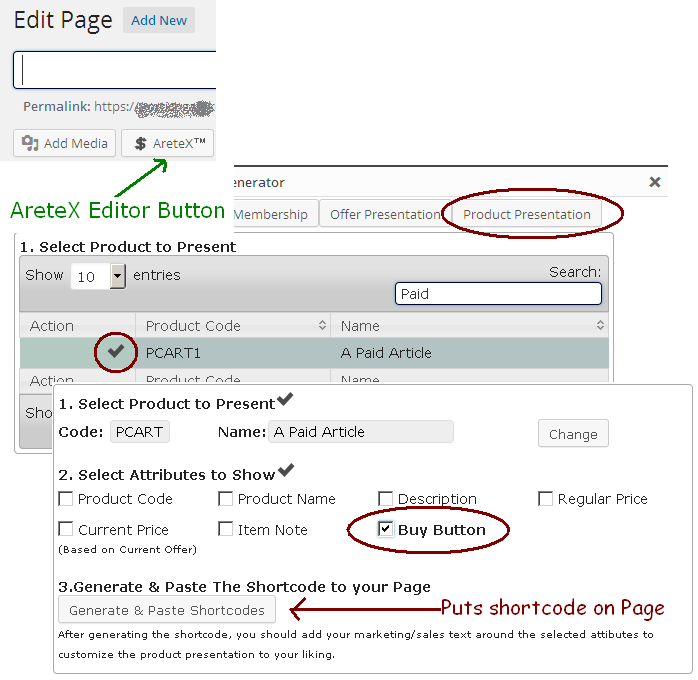 Edit Page Add New
Permalink: https:/
Add Media $ AreteX™
AreteX Editor Button
enerator
Membership Offer Presentation Product Presentation
1. Select Product to Present
Show 10 entries
Search:
Paid
Action Product Code Name
PCART1 A Paid Article
Action Product Code Name
Sho
1. Select Product to Present
Code: PCART Name: A Paid Article Change
2. Select Attributes to Show
Product Code Product Name Description Regular Price
Current Price Item Note Buy Button
(Based on Current Offer)
3.Generate & Paste The Shortcode to your Page
Generate & Paste Shortcodes Puts shortcode on Page
After generating the shortcode, you should add your marketing/sales text around the selected attibutes to
customize the product presentation to your liking.